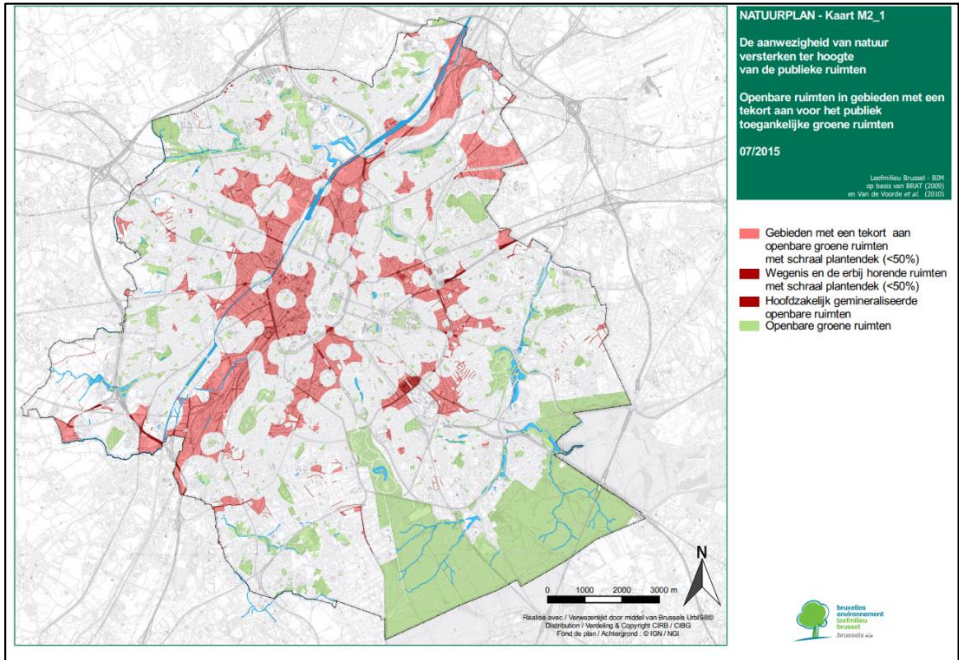 NATUURPLAN - Kaart M2_1
De aanwezigheid van natuur
versterken ter hoogte
van de publieke ruimten
Openbare ruimten in gebieden met een
tekort aan voor het publiek
toegankelijke groene ruimten
07/2015
Leefmilieu Brussel - BIM
op basis van BRAT (2009)
en Van de Voorde et al. (2010)
Gebieden met een tekort aan
openbare groene ruimten
met schraal plantendek (<50%)
Wegenis en de erbij horende ruimten
met schraal plantendek (<50%)
Hoofdzakelijk gemineraliseerde
openbare ruimten
Openbare groene ruimten
N
0 1000 2000 3000 m
Réalisé avec / Verwezenlijkt door middel van Brussels UrbIS®©
Distribution / Verdeling & Copyright CIRB / CIBG
Fond de plan / Achtergrond : © IGN / NGI
bruxelles
environnement
leefmilieu
brussel
.brussels